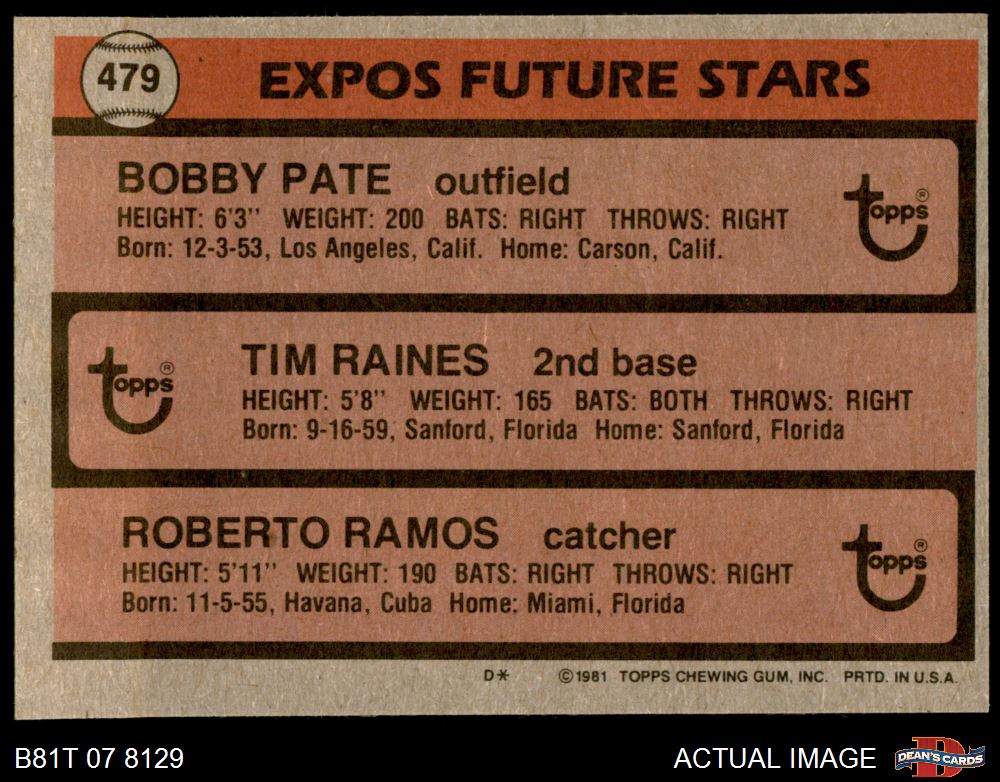 479 EXPOS FUTURE STARS
BOBBY PATE outfield
HEIGHT: 6'3" WEIGHT: 200 BATS: RIGHT THROWS: RIGHT
Born: 12-3-53, Los Angeles, Calif. Home: Carson, Calif.
topps®
TIM RAINES 2nd base
HEIGHT: 5'8" WEIGHT: 165 BATS: BOTH THROWS: RIGHT
Born: 9-16-59, Sanford, Florida Home: Sanford, Florida
topps®
ROBERTO RAMOS catcher
HEIGHT: 5'11" WEIGHT: 190 BATS: RIGHT THROWS: RIGHT
Born: 11-5-55, Havana, Cuba Home: Miami, Florida
topps®
D* ©1981 TOPPS CHEWING GUM, INC. PRTD. IN U.S.A.
B81T 07 8129 ACTUAL IMAGE D DEAN'S CARDS